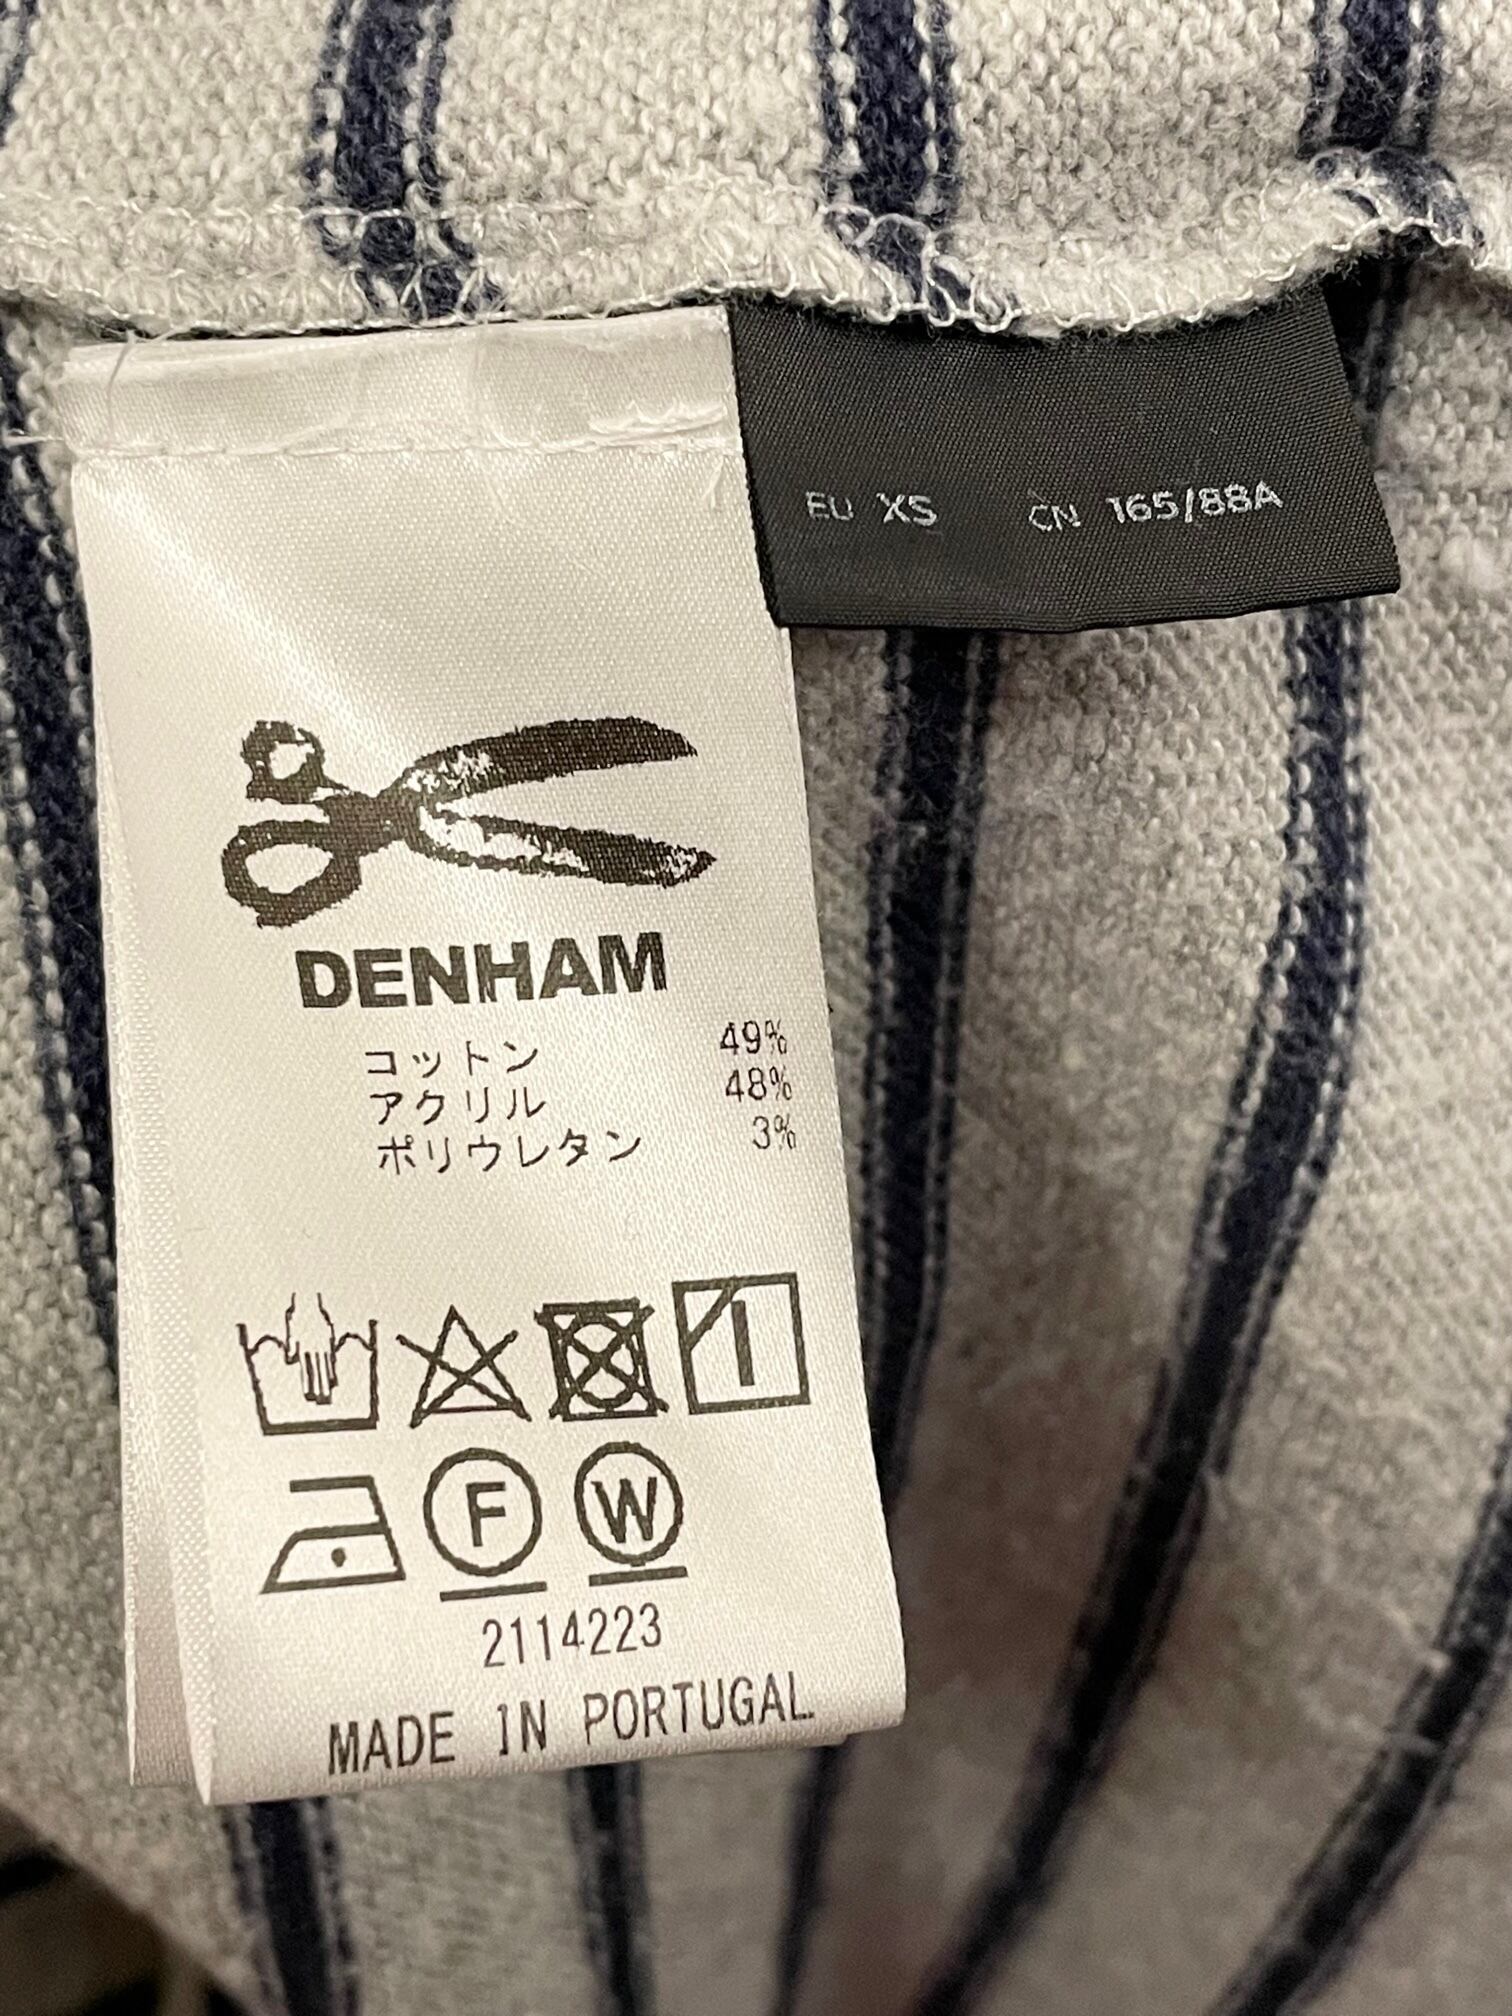 EU XS CN 165/88A
DENHAM
コットン 49%
アクリル 48%
ポリウレタン 3%
F W
2114223
MADE IN PORTUGAL